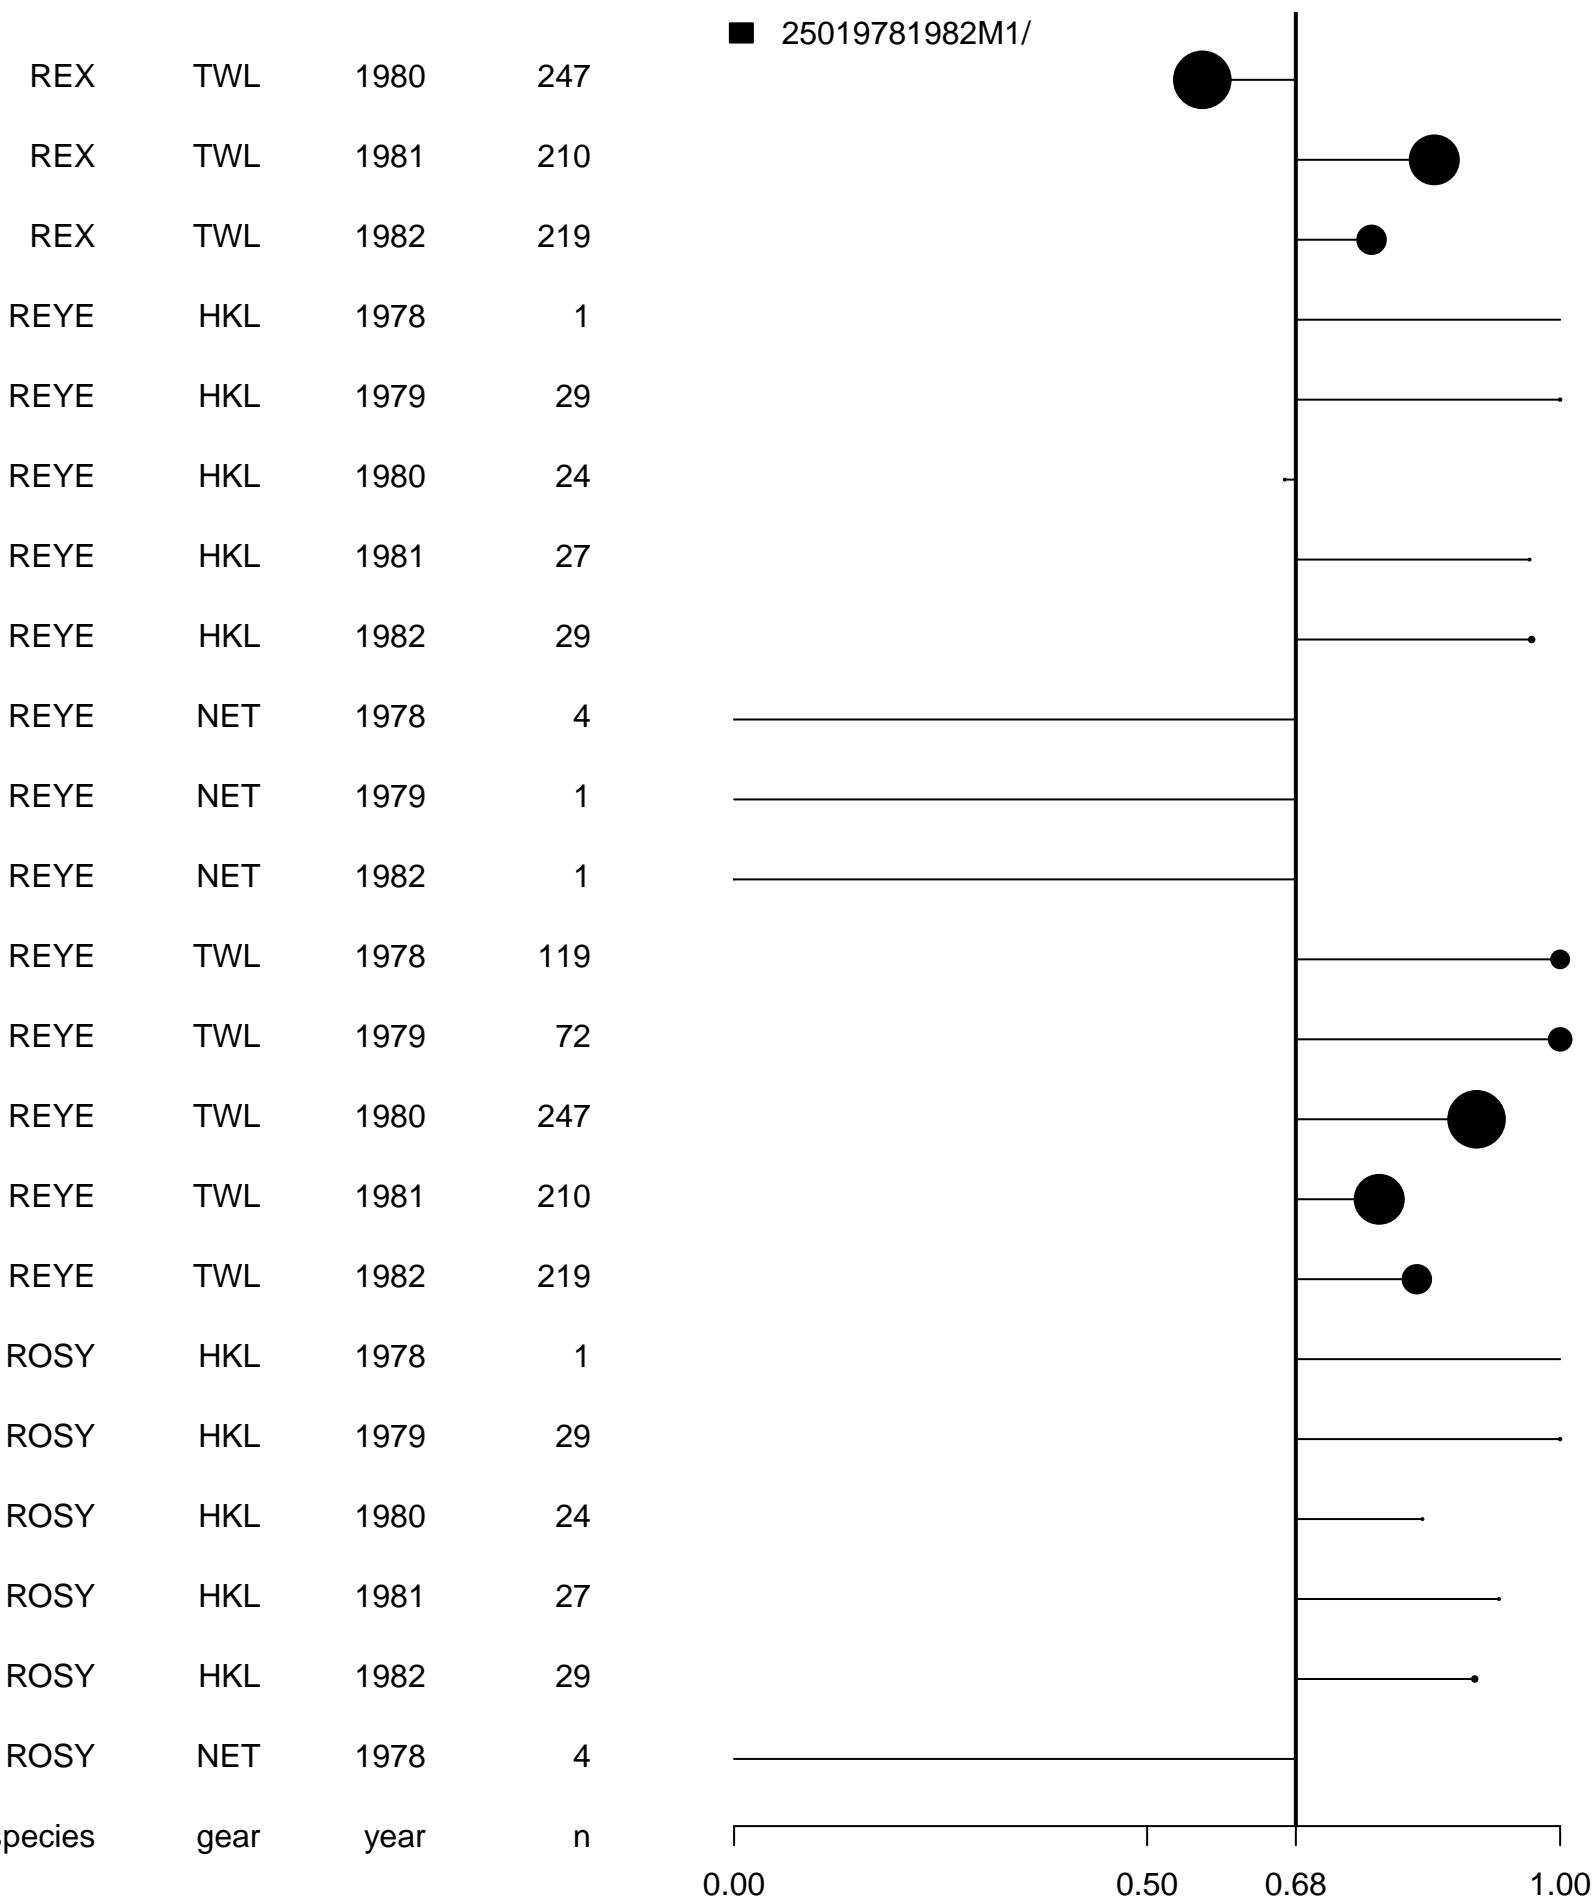 25019781982M1/
REX TWL 1980 247
REX TWL 1981 210
REX TWL 1982 219
REYE HKL 1978 1
REYE HKL 1979 29
REYE HKL 1980 24
REYE HKL 1981 27
REYE HKL 1982 29
REYE NET 1978 4
REYE NET 1979 1
REYE NET 1982 1
REYE TWL 1978 119
REYE TWL 1979 72
REYE TWL 1980 247
REYE TWL 1981 210
REYE TWL 1982 219
ROSY HKL 1978 1
ROSY HKL 1979 29
ROSY HKL 1980 24
ROSY HKL 1981 27
ROSY HKL 1982 29
ROSY NET 1978 4
species gear year n
0.00 0.50 0.68 1.00